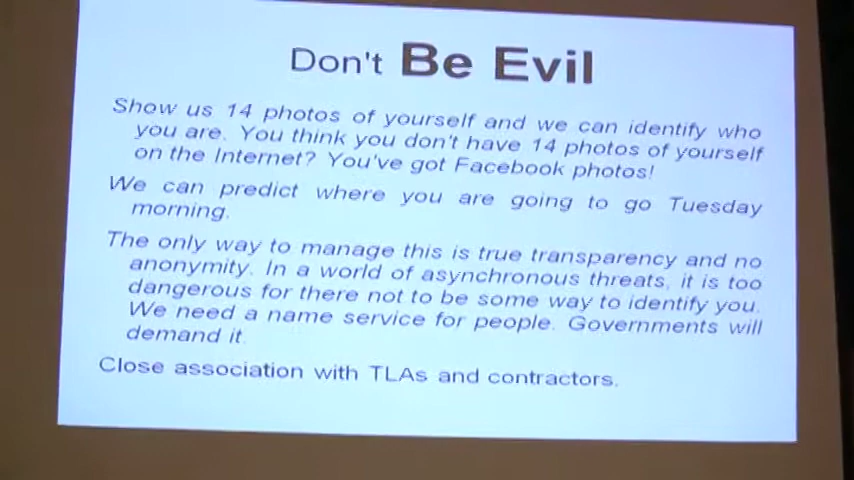 Don't Be Evil
Show us 14 photos of yourself and we can identify who
you are. You think you don't have 14 photos of yourself
on the Internet? You've got Facebook photos!
We can predict where you are going to go Tuesday
morning.
The only way to manage this is true transparency and no
anonymity. In a world of asynchronous threats, it is too
dangerous for there not to be some way to identify you.
We need a name service for people. Governments will
demand it.
Close association with TLAs and contractors.